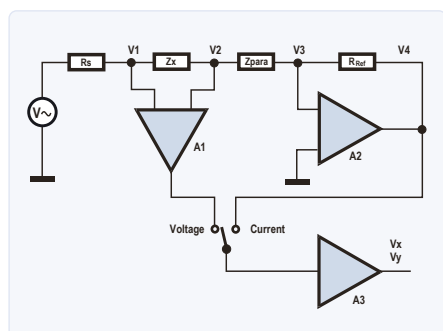 V1 V2 V3 V4
Rs Zx Zpara RRef
V~
A1 A2
Voltage Current
Vx
Vy
A3